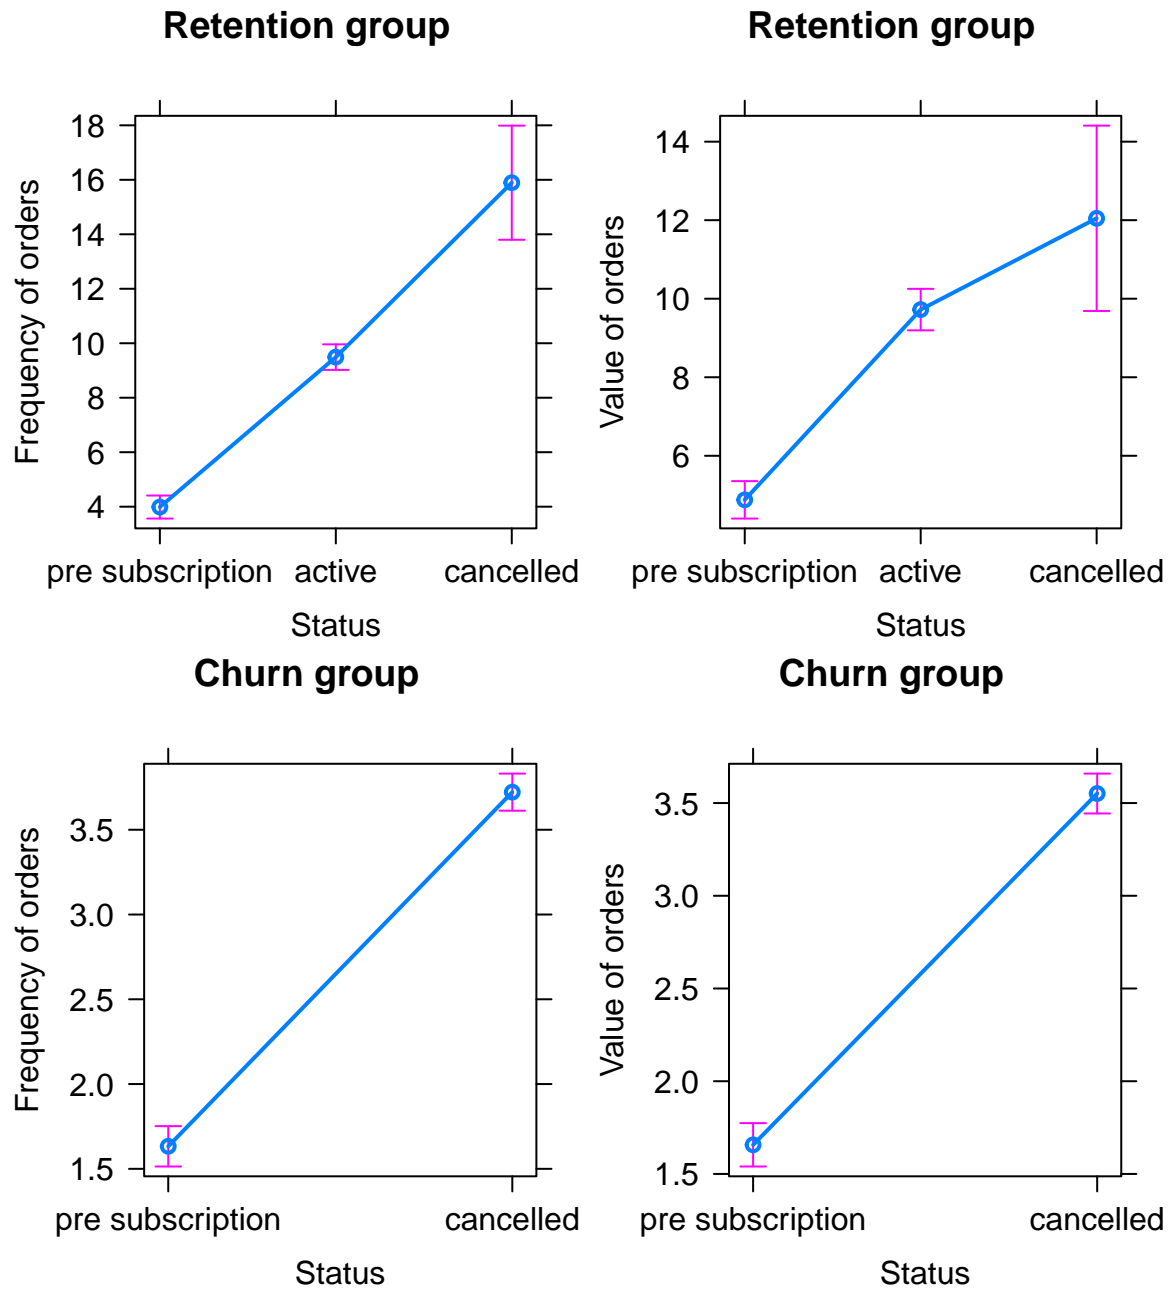 Retention group
Frequency of orders
18
16
14
12
10
8
6
4
pre subscription active cancelled
Status
Retention group
Value of orders
14
12
10
8
6
pre subscription active cancelled
Status
Churn group
Frequency of orders
3.5
3.0
2.5
2.0
1.5
pre subscription cancelled
Status
Churn group
Value of orders
3.5
3.0
2.5
2.0
1.5
pre subscription cancelled
Status